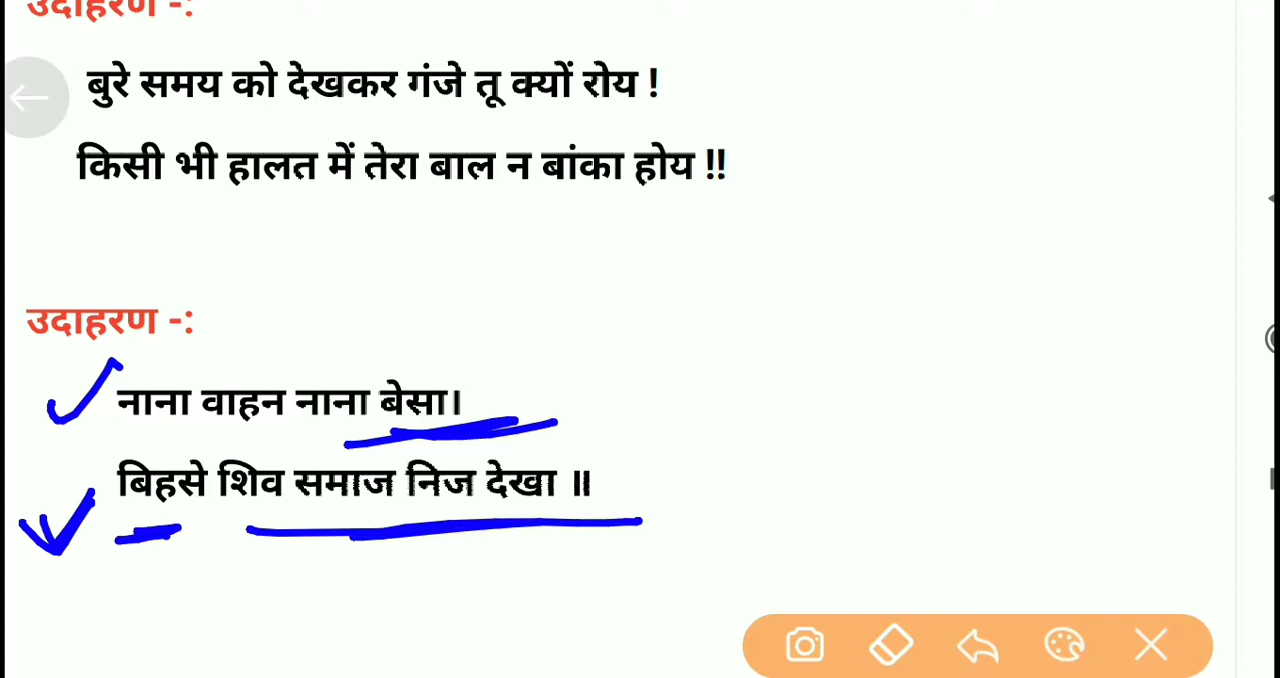 उदाहरण -:
बुरे समय को देखकर गंजे तू क्यों रोय !
किसी भी हालत में तेरा बाल न बांका होय !!
उदाहरण -:
नाना वाहन नाना बेसा।
बिहसे शिव समाज निज देखा ॥